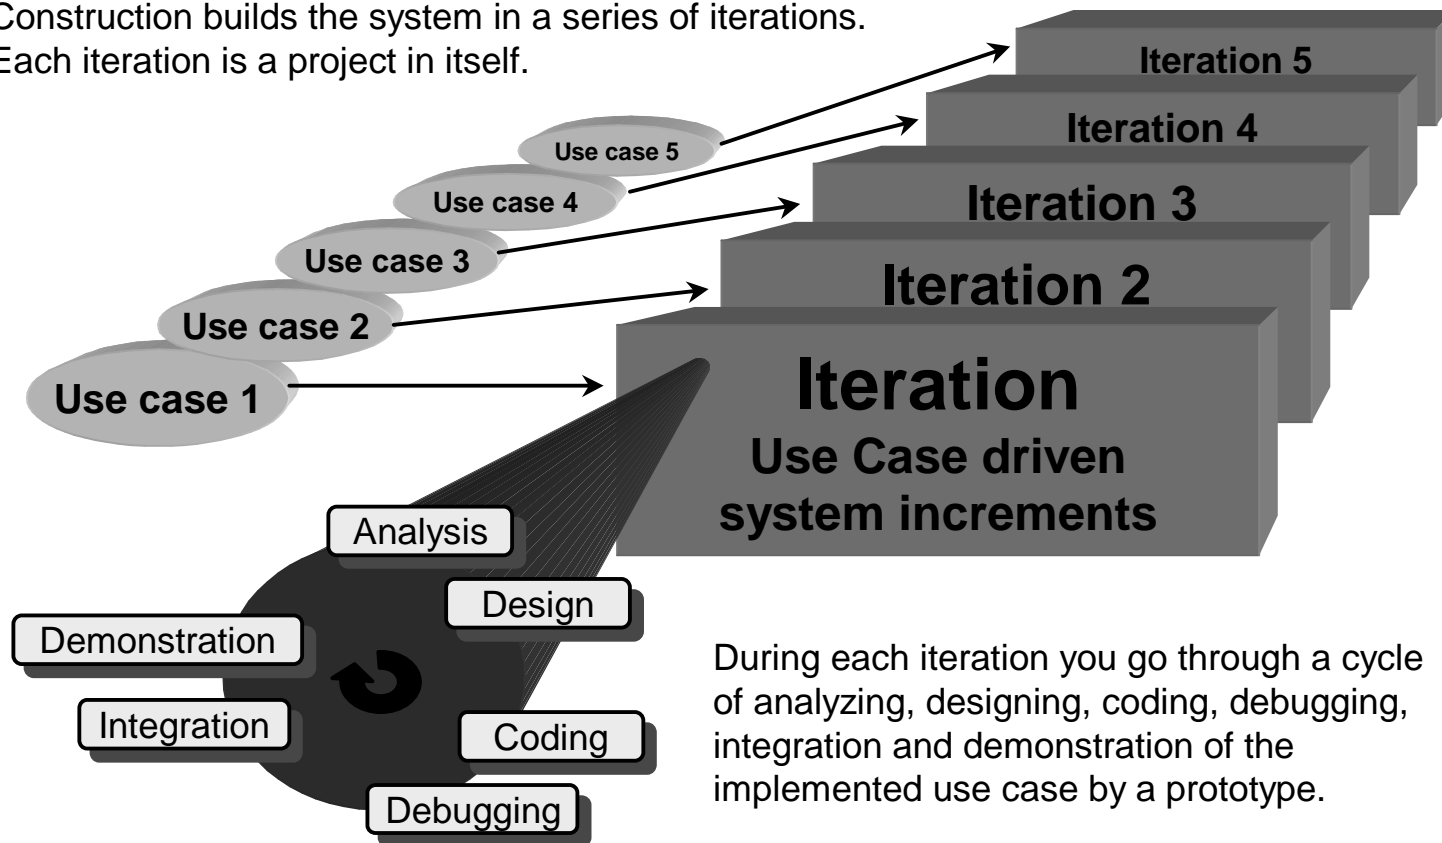 Construction builds the system in a series of iterations.
Each iteration is a project in itself.
Iteration 5
Iteration 4
Iteration 3
Iteration 2
Iteration
Use Case driven
system increments
Use case 5
Use case 4
Use case 3
Use case 2
Use case 1
Analysis
Design
Demonstration
Integration
Coding
Debugging
During each iteration you go through a cycle
of analyzing, designing, coding, debugging,
integration and demonstration of the
implemented use case by a prototype.